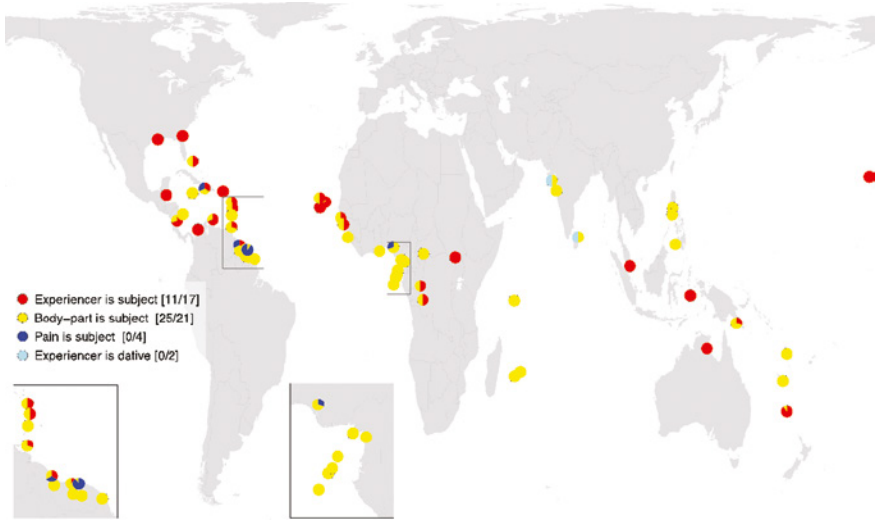 Experiencer is subject [11/17]
Body-part is subject [25/21]
Pain is subject [0/4]
Experiencer is dative [0/2]